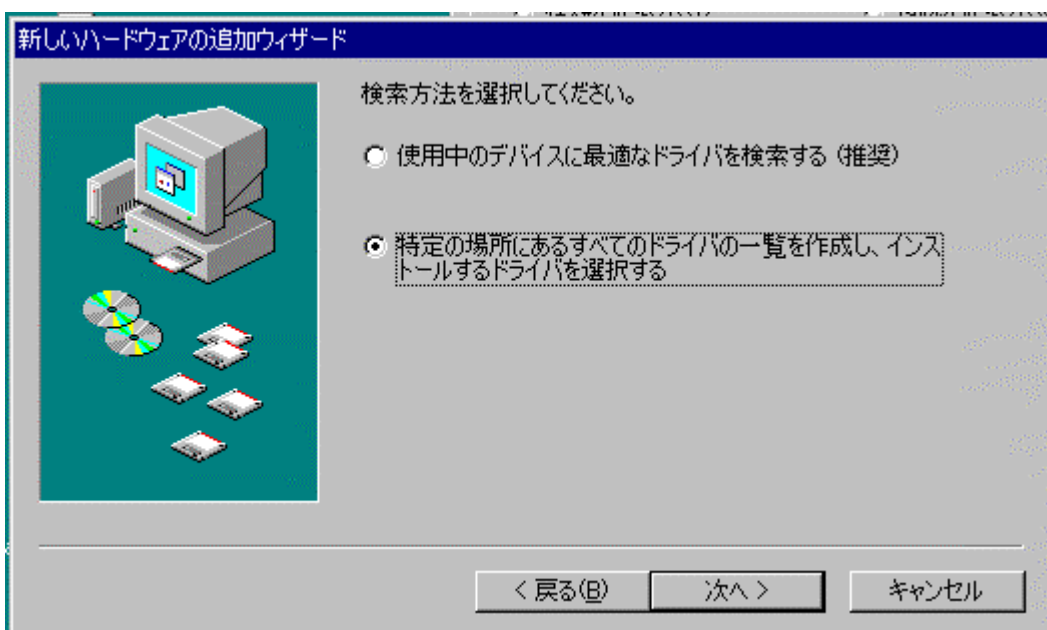 新しいハードウェアの追加ウィザード
検索方法を選択してください。
使用中のデバイスに最適なドライバを検索する (推奨)
特定の場所にあるすべてのドライバの一覧を作成し、インス
トールするドライバを選択する
< 戻る(B)
次へ >
キャンセル